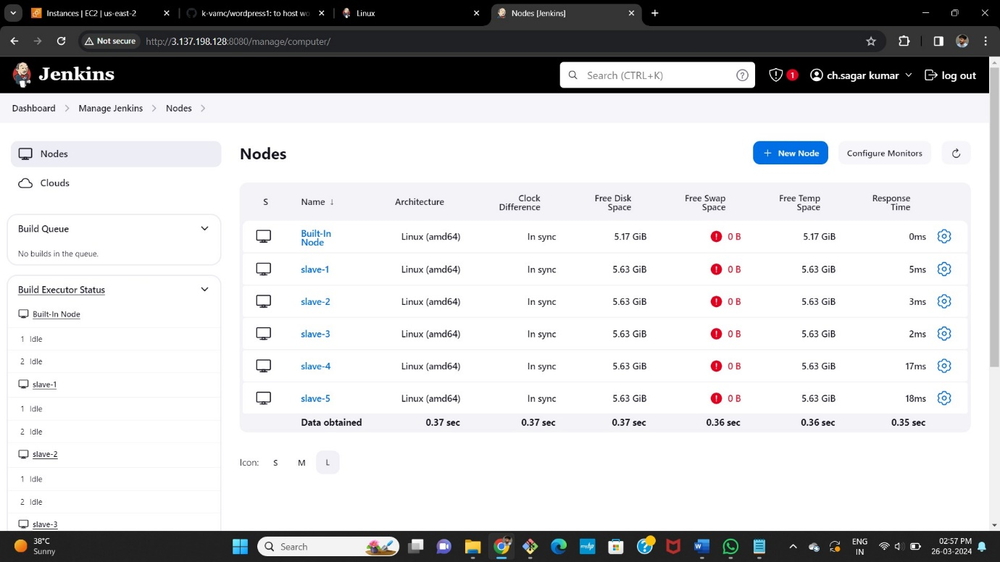 Instances | EC2 | us-east-2
k-vamc/wordpress1: to host wo
Linux
Nodes [Jenkins]
Not secure
http://3.137.198.128:8080/manage/computer/
Jenkins
Search (CTRL+K)
1
ch.sagar kumar
log out
Dashboard
Manage Jenkins
Nodes
Nodes
Clouds
Build Queue
No builds in the queue.
Build Executor Status
Built-In Node
1 Idle
2 Idle
slave-1
1 Idle
2 Idle
slave-2
1 Idle
2 Idle
slave-3
Nodes
+ New Node
Configure Monitors
S Name ↓ Architecture Clock Difference Free Disk Space Free Swap Space Free Temp Space Response Time
Built-In Node Linux (amd64) In sync 5.17 GiB 0 B 5.17 GiB 0ms
slave-1 Linux (amd64) In sync 5.63 GiB 0 B 5.63 GiB 5ms
slave-2 Linux (amd64) In sync 5.63 GiB 0 B 5.63 GiB 3ms
slave-3 Linux (amd64) In sync 5.63 GiB 0 B 5.63 GiB 2ms
slave-4 Linux (amd64) In sync 5.63 GiB 0 B 5.63 GiB 17ms
slave-5 Linux (amd64) In sync 5.63 GiB 0 B 5.63 GiB 18ms
Data obtained 0.37 sec 0.37 sec 0.37 sec 0.36 sec 0.36 sec 0.35 sec
Icon: S M L
38°C
Sunny
Search
ENG
IN
02:57 PM
26-03-2024